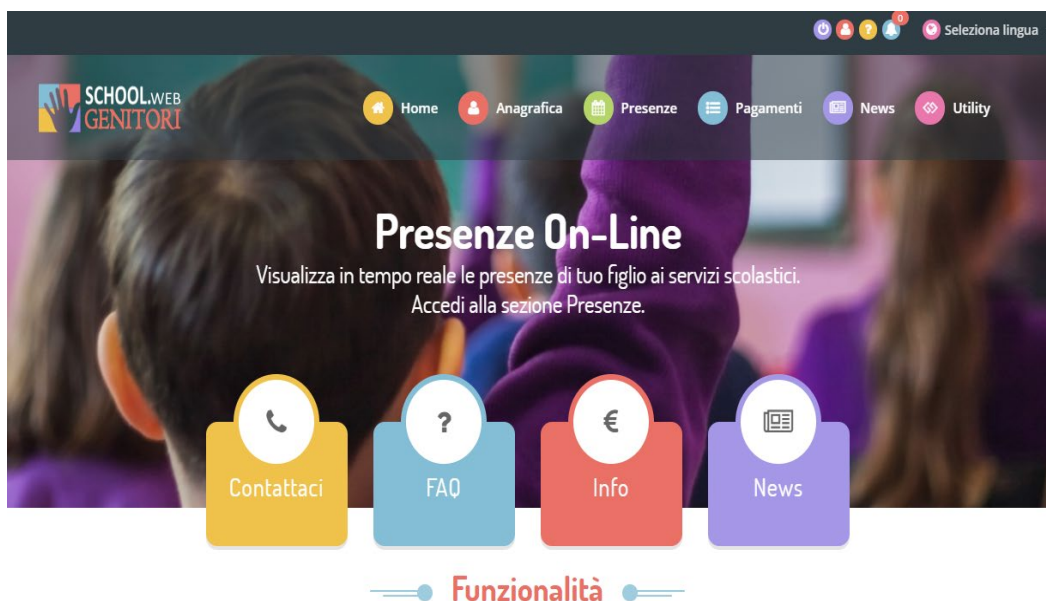 0
Seleziona lingua
SCHOOL.WEB
GENITORI
Home
Anagrafica
Presenze
Pagamenti
News
Utility
Presenze On-Line
Visualizza in tempo reale le presenze di tuo figlio ai servizi scolastici.
Accedi alla sezione Presenze.
?
€
Contattaci
FAQ
Info
News
Funzionalità